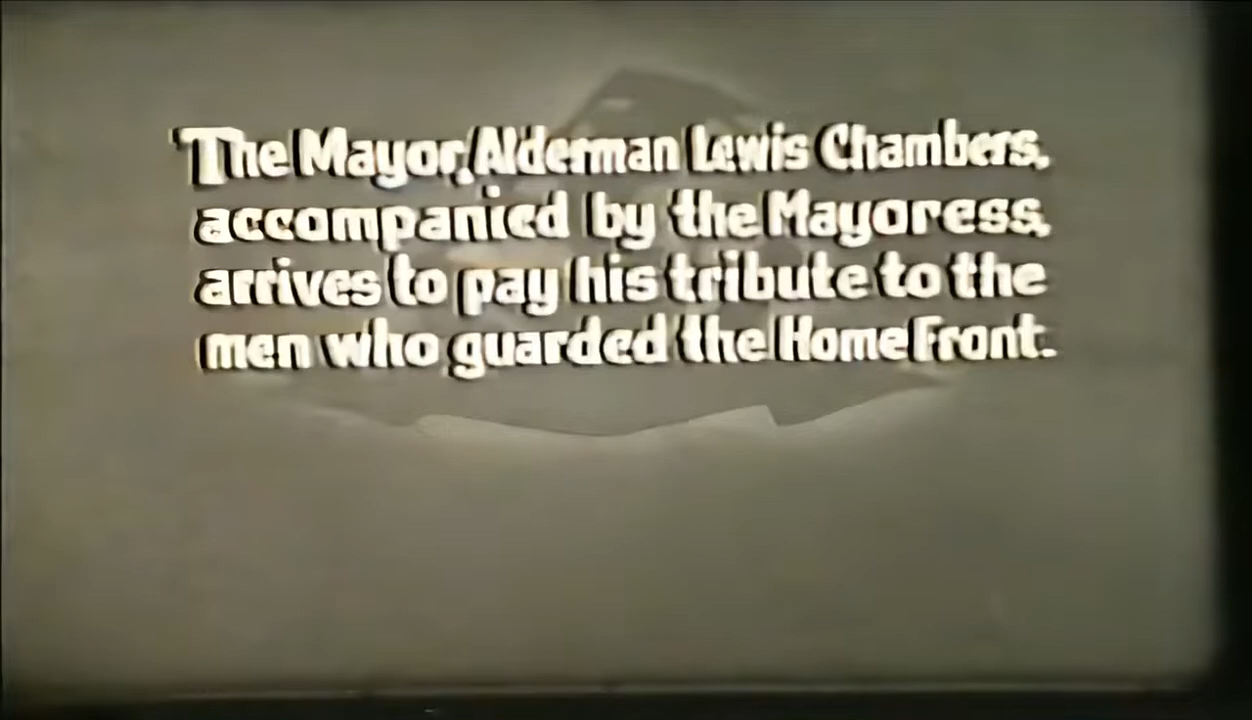 The Mayor, Alderman Lewis Chambers,
accompanied by the Mayoress,
arrives to pay his tribute to the
men who guarded the Home Front.